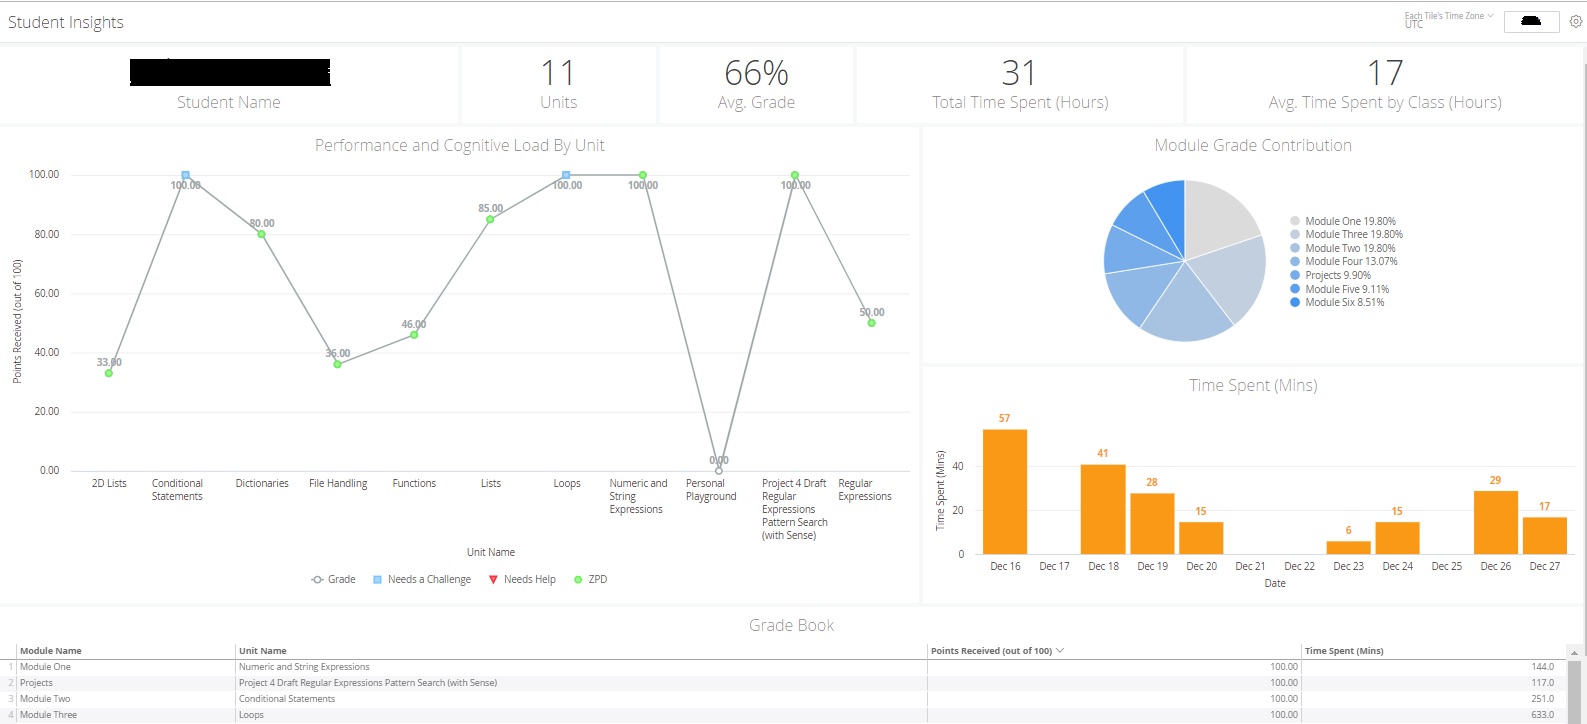 Student Insights
Each Tile's Time Zone
UTC
Student Name
11
Units
66%
Avg. Grade
31
Total Time Spent (Hours)
17
Avg. Time Spent by Class (Hours)
Performance and Cognitive Load By Unit
Points Received (out of 100)
100.00
80.00
60.00
40.00
20.00
0.00
33.00
100.00
80.00
36.00
46.00
85.00
100.00
100.00
0.00
100.00
50.00
2D Lists
Conditional
Statements
Dictionaries
File Handling
Functions
Lists
Loops
Numeric and
String
Expressions
Personal
Playground
Project 4 Draft
Regular
Expressions
Pattern Search
(with Sense)
Regular
Expressions
Unit Name
Grade
Needs a Challenge
Needs Help
ZPD
Module Grade Contribution
Module One 19.80%
Module Three 19.80%
Module Two 19.80%
Module Four 13.07%
Projects 9.90%
Module Five 9.11%
Module Six 8.51%
Time Spent (Mins)
Time Spent (Mins)
40
20
0
57
41
28
15
6
15
29
17
Dec 16
Dec 17
Dec 18
Dec 19
Dec 20
Dec 21
Dec 22
Dec 23
Dec 24
Dec 25
Dec 26
Dec 27
Date
Grade Book
Module Name Unit Name Points Received (out of 100) Time Spent (Mins)
1 Module One Numeric and String Expressions 100.00 144.0
2 Projects Project 4 Draft Regular Expressions Pattern Search (with Sense) 100.00 117.0
3 Module Two Conditional Statements 100.00 251.0
4 Module Three Loops 100.00 633.0